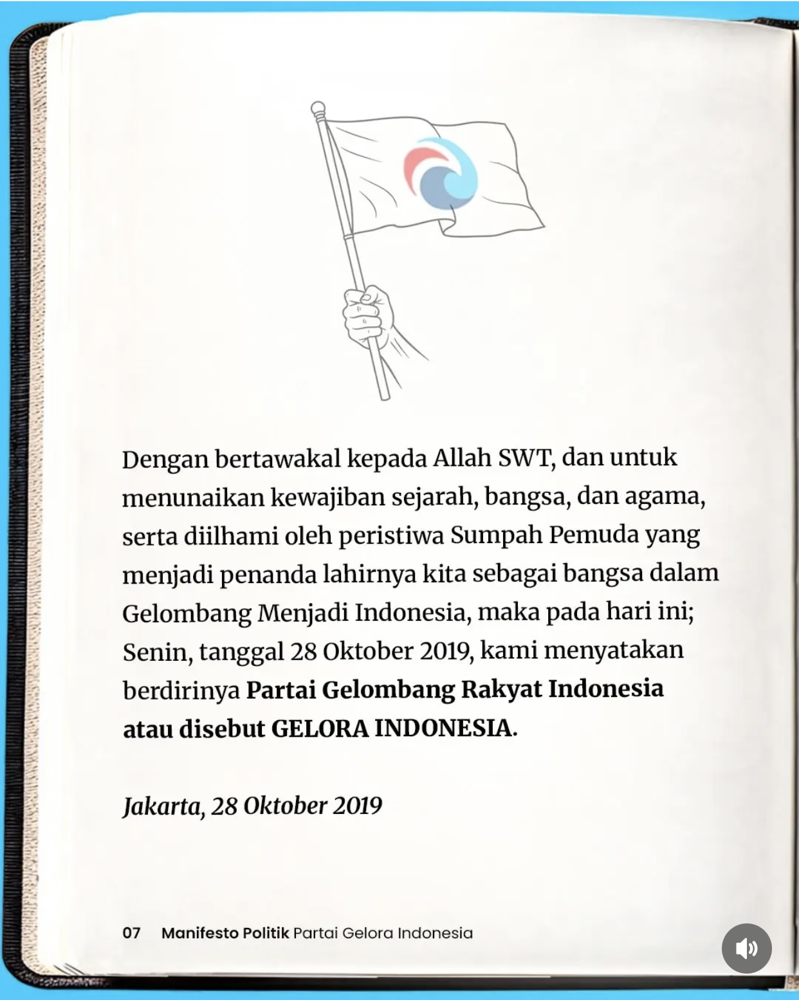 Dengan bertawakal kepada Allah SWT, dan untuk
menunaikan kewajiban sejarah, bangsa, dan agama,
serta diilhami oleh peristiwa Sumpah Pemuda yang
menjadi penanda lahirnya kita sebagai bangsa dalam
Gelombang Menjadi Indonesia, maka pada hari ini;
Senin, tanggal 28 Oktober 2019, kami menyatakan
berdirinya Partai Gelombang Rakyat Indonesia
atau disebut GELORA INDONESIA.
Jakarta, 28 Oktober 2019
07 Manifesto Politik Partai Gelora Indonesia